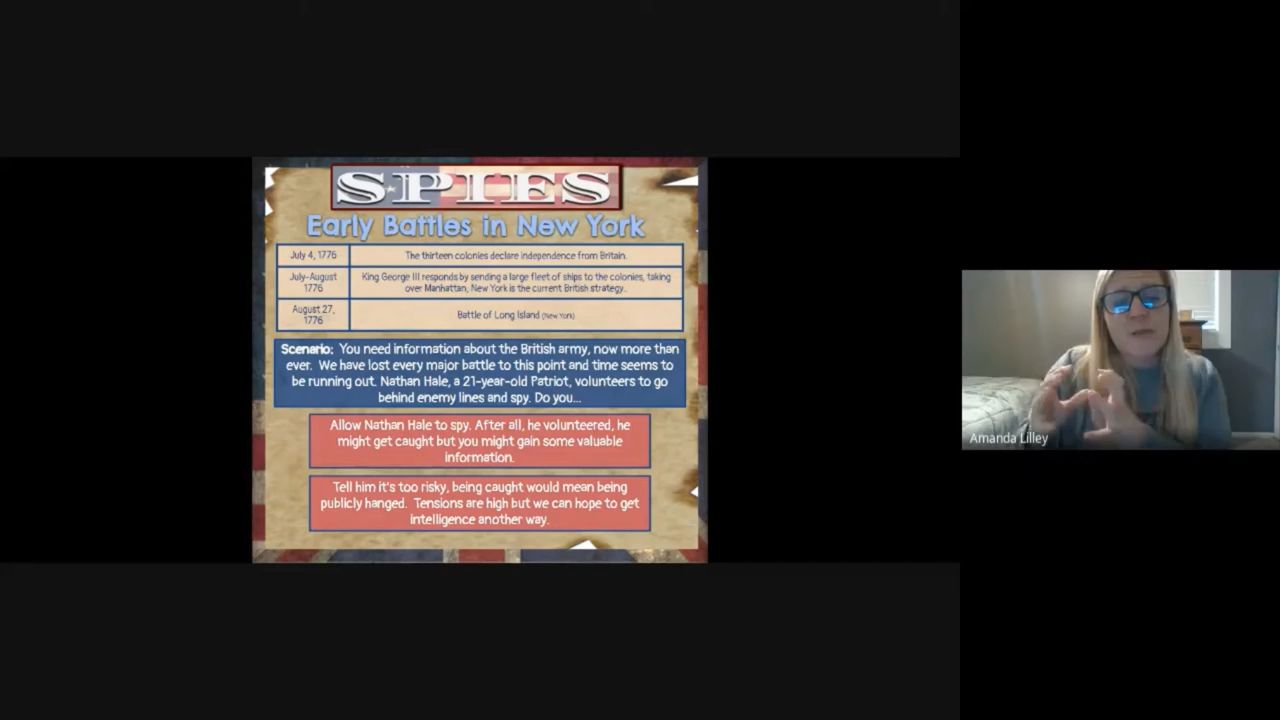 SPIES
Early Battles in New York
July 4, 1776
The thirteen colonies declare independence from Britain.
July-August
1776
King George III responds by sending a large fleet of ships to the colonies, taking
over Manhattan, New York is the current British strategy..
August 27,
1776
Battle of Long Island (New York)
Scenario: You need information about the British army, now more than
ever. We have lost every major battle to this point and time seems to
be running out. Nathan Hale, a 21-year-old Patriot, volunteers to go
behind enemy lines and spy. Do you...
Allow Nathan Hale to spy. After all, he volunteered, he
might get caught but you might gain some valuable
information.
Tell him it's too risky, being caught would mean being
publicly hanged. Tensions are high but we can hope to get
intelligence another way.
Amanda Lilley